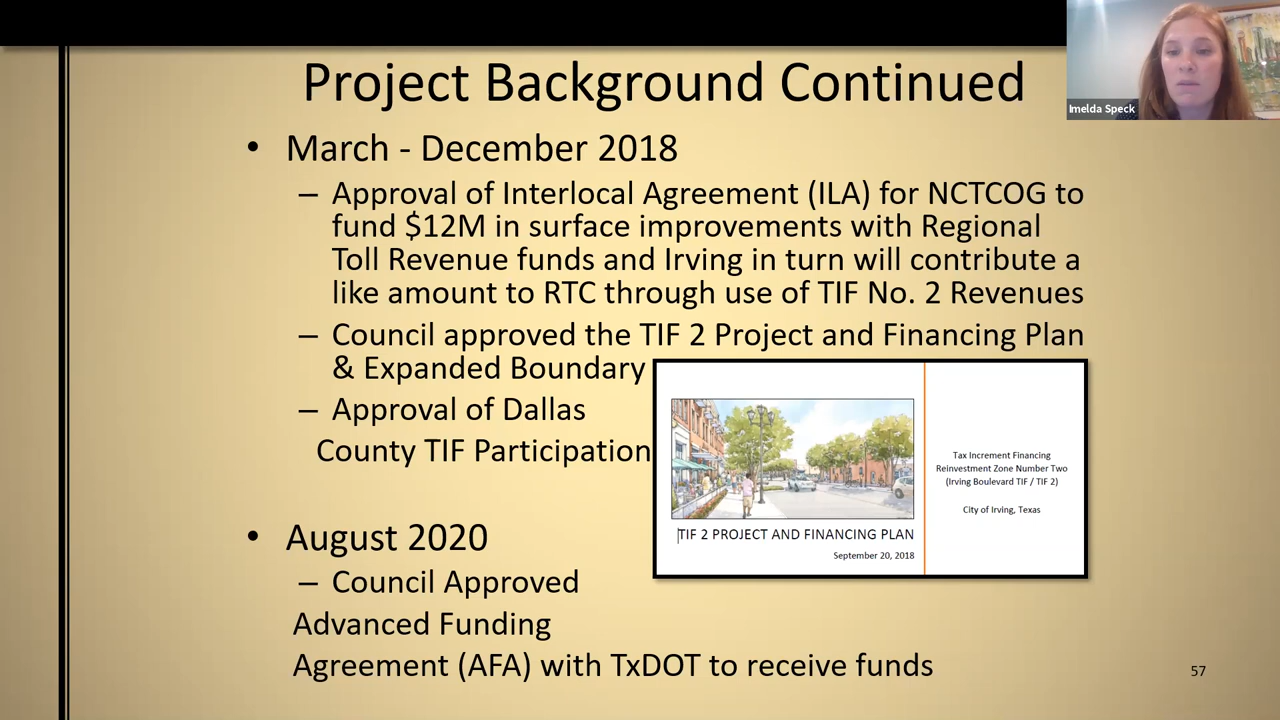 Project Background Continued
Imelda Speck
• March - December 2018
– Approval of Interlocal Agreement (ILA) for NCTCOG to
fund $12M in surface improvements with Regional
Toll Revenue funds and Irving in turn will contribute a
like amount to RTC through use of TIF No. 2 Revenues
– Council approved the TIF 2 Project and Financing Plan
& Expanded Boundary
– Approval of Dallas
County TIF Participation
TIF 2 PROJECT AND FINANCING PLAN
September 20, 2018
Tax Increment Financing
Reinvestment Zone Number Two
(Irving Boulevard TIF / TIF 2)
City of Irving, Texas
• August 2020
– Council Approved
Advanced Funding
Agreement (AFA) with TxDOT to receive funds
57